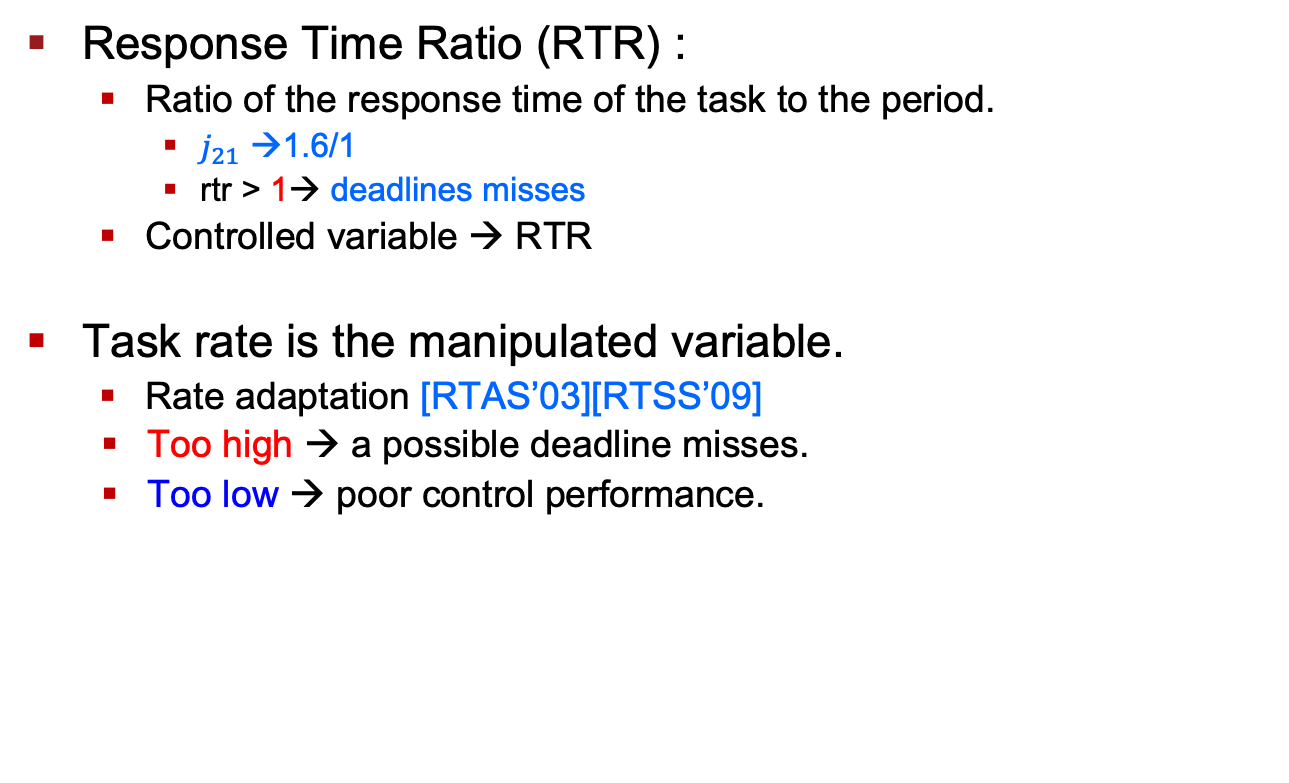 ▪ Response Time Ratio (RTR) :
▪ Ratio of the response time of the task to the period.
▪ j₂₁ →1.6/1
▪ rtr > 1→ deadlines misses
▪ Controlled variable → RTR
▪ Task rate is the manipulated variable.
▪ Rate adaptation [RTAS’03][RTSS’09]
▪ Too high → a possible deadline misses.
▪ Too low → poor control performance.